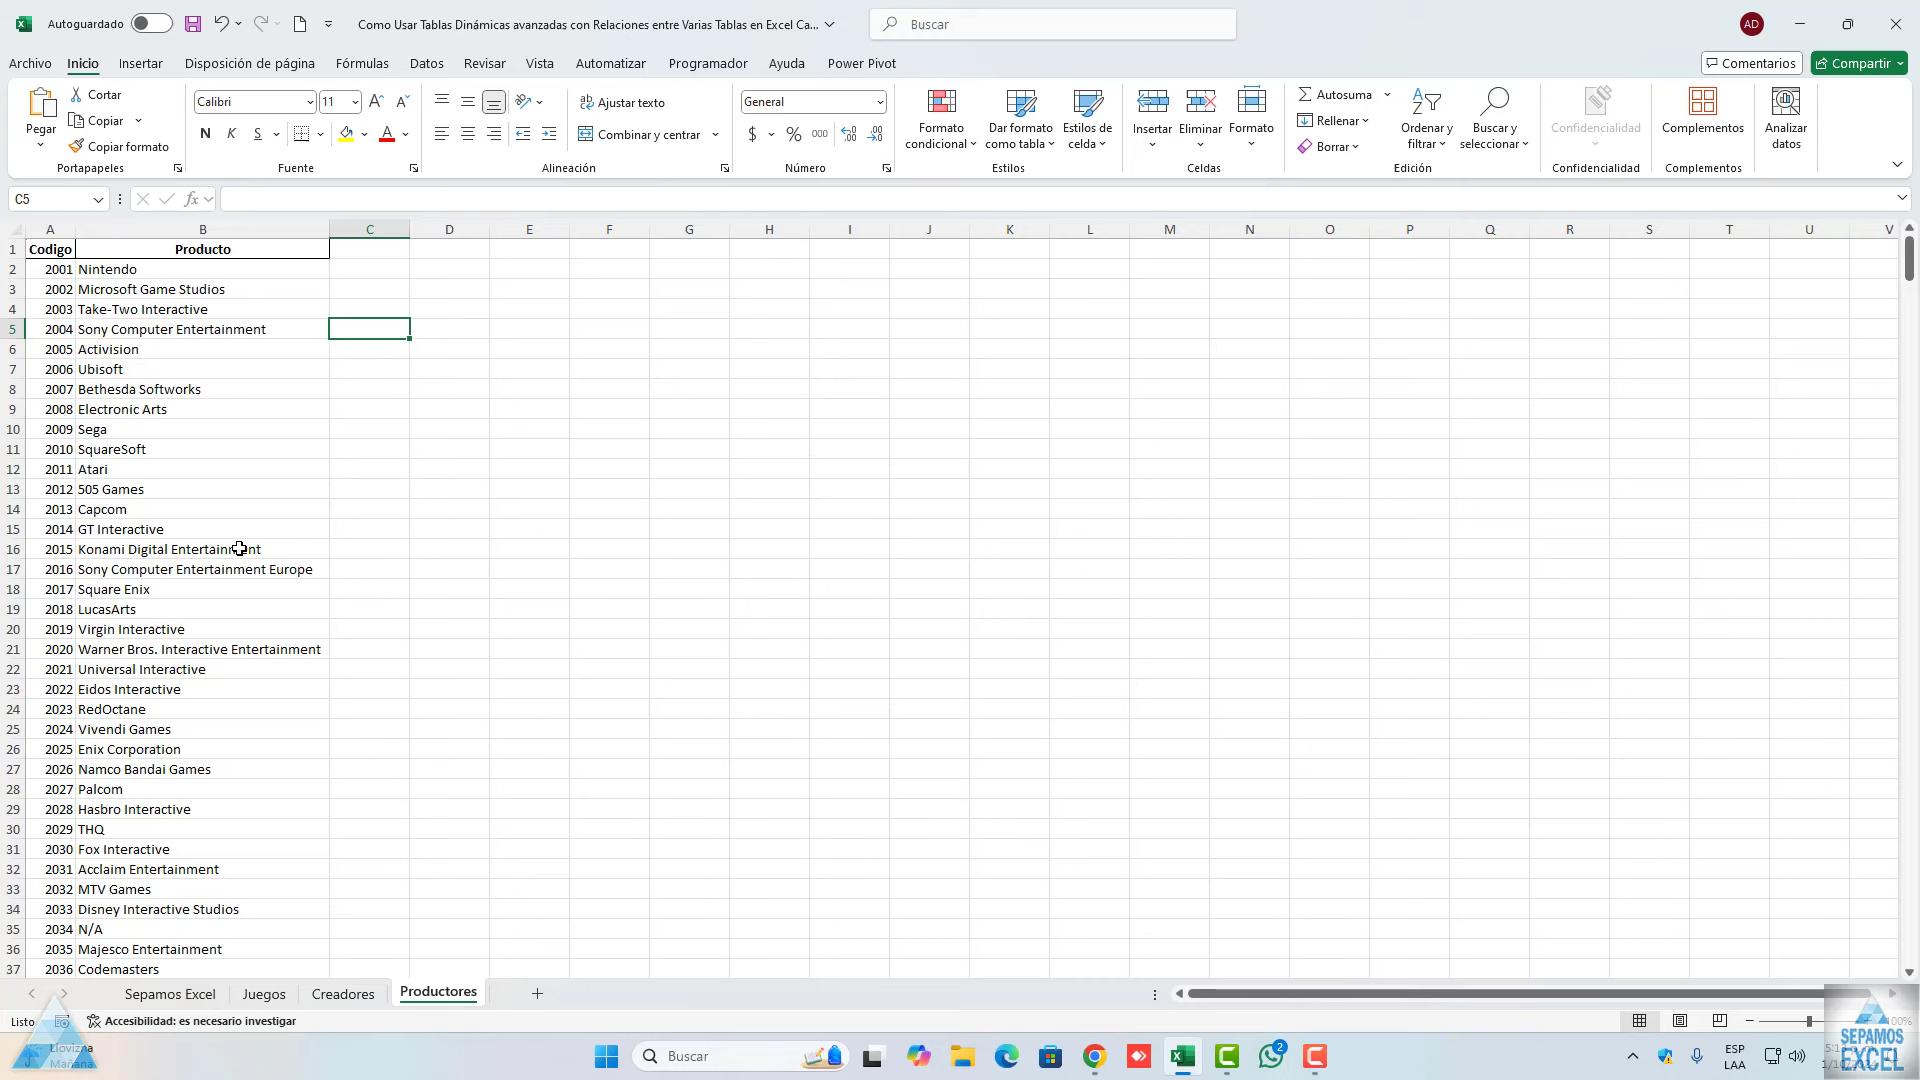 Autoguardado
Como Usar Tablas Dinámicas avanzadas con Relaciones entre Varias Tablas en Excel Ca...
Buscar
AD
Archivo Inicio Insertar Disposición de página Fórmulas Datos Revisar Vista Automatizar Programador Ayuda Power Pivot
Comentarios
Compartir
Pegar
Cortar
Copiar
Copiar formato
Portapapeles
Calibri
11
N K S
Fuente
Ajustar texto
Combinar y centrar
Alineación
General
$ % 000
Número
Formato condicional
Dar formato como tabla
Estilos de celda
Estilos
Insertar
Eliminar
Formato
Celdas
Autosuma
Rellenar
Borrar
Ordenar y filtrar
Buscar y seleccionar
Edición
Confidencialidad
Confidencialidad
Complementos
Complementos
Analizar datos
C5
fx
A B C D E F G H I J K L M N O P Q R S T U V
1 Codigo Producto
2 2001 Nintendo
3 2002 Microsoft Game Studios
4 2003 Take-Two Interactive
5 2004 Sony Computer Entertainment
6 2005 Activision
7 2006 Ubisoft
8 2007 Bethesda Softworks
9 2008 Electronic Arts
10 2009 Sega
11 2010 SquareSoft
12 2011 Atari
13 2012 505 Games
14 2013 Capcom
15 2014 GT Interactive
16 2015 Konami Digital Entertainment
17 2016 Sony Computer Entertainment Europe
18 2017 Square Enix
19 2018 LucasArts
20 2019 Virgin Interactive
21 2020 Warner Bros. Interactive Entertainment
22 2021 Universal Interactive
23 2022 Eidos Interactive
24 2023 RedOctane
25 2024 Vivendi Games
26 2025 Enix Corporation
27 2026 Namco Bandai Games
28 2027 Palcom
29 2028 Hasbro Interactive
30 2029 THQ
31 2030 Fox Interactive
32 2031 Acclaim Entertainment
33 2032 MTV Games
34 2033 Disney Interactive Studios
35 2034 N/A
36 2035 Majesco Entertainment
37 2036 Codemasters
Sepamos Excel Juegos Creadores Productores
Listo
Accesibilidad: es necesario investigar
100%
Llovizna
Mañana
Buscar
2
ESP
LAA
SEPAMOS
EXCEL